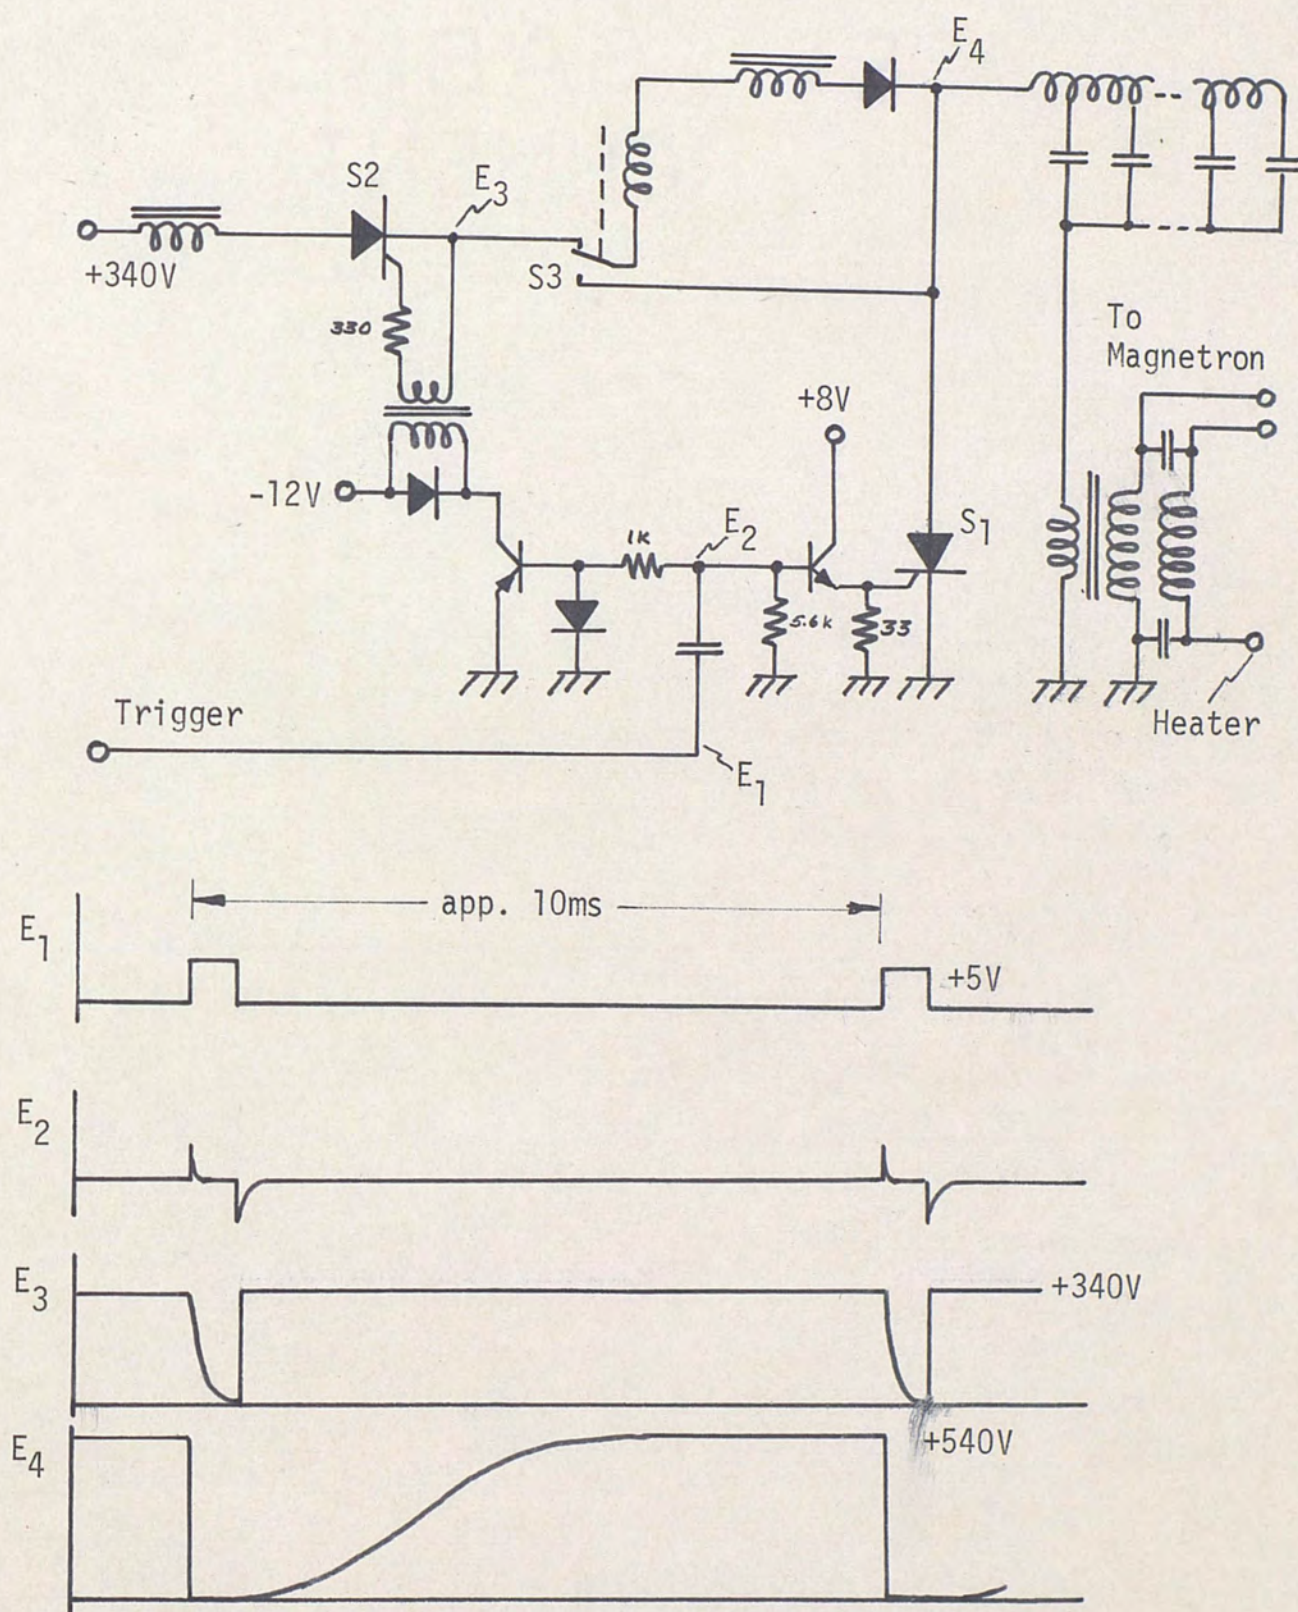 E4
S2
E3
+340V
S3
330
To
Magnetron
+8V
-12V
1K
E2
S1
5.6k
33
Trigger
Heater
E1
app. 10ms
E1
+5V
E2
E3
+340V
E4
+540V